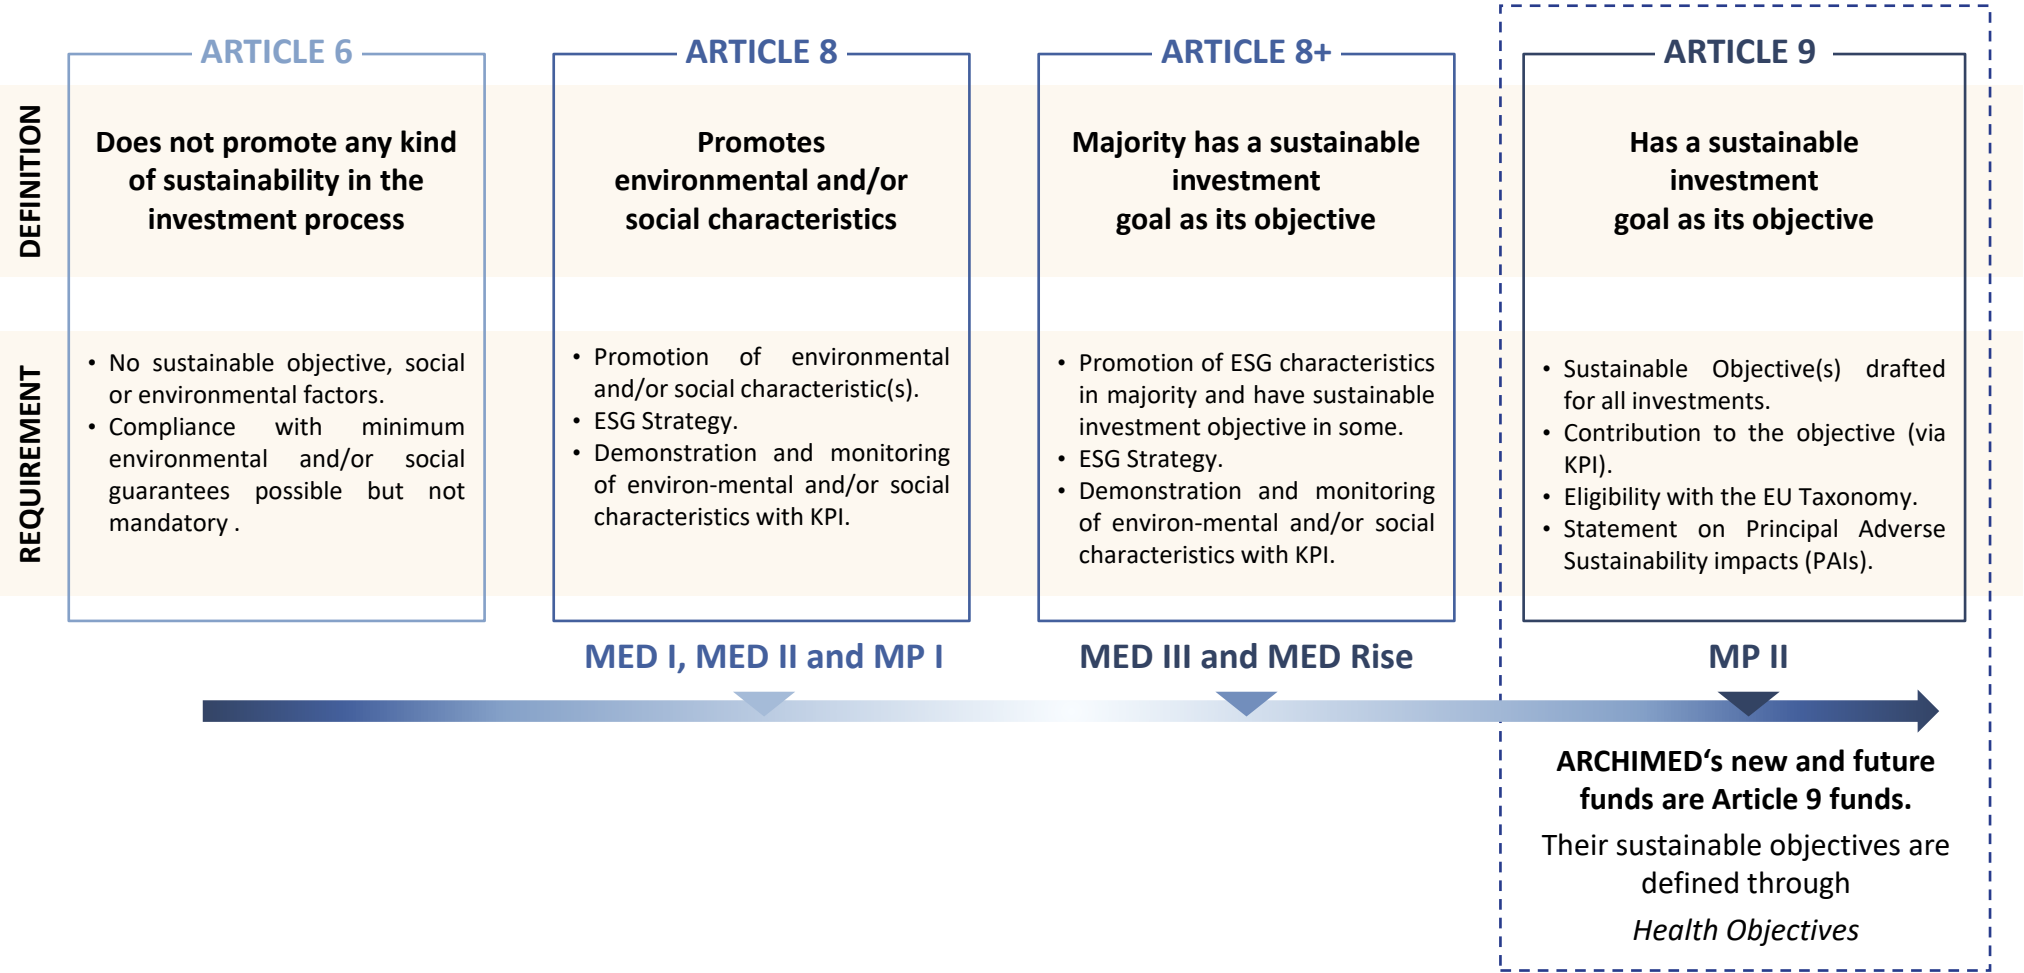 ARTICLE 6
ARTICLE 8
ARTICLE 8+
ARTICLE 9
DEFINITION
Does not promote any kind
of sustainability in the
investment process
Promotes
environmental and/or
social characteristics
Majority has a sustainable
investment
goal as its objective
Has a sustainable
investment
goal as its objective
REQUIREMENT
• No sustainable objective, social
or environmental factors.
• Compliance with minimum
environmental and/or social
guarantees possible but not
mandatory .
• Promotion of environmental
and/or social characteristic(s).
• ESG Strategy.
• Demonstration and monitoring
of environ-mental and/or social
characteristics with KPI.
• Promotion of ESG characteristics
in majority and have sustainable
investment objective in some.
• ESG Strategy.
• Demonstration and monitoring
of environ-mental and/or social
characteristics with KPI.
• Sustainable Objective(s) drafted
for all investments.
• Contribution to the objective (via
KPI).
• Eligibility with the EU Taxonomy.
• Statement on Principal Adverse
Sustainability impacts (PAIs).
MED I, MED II and MP I
MED III and MED Rise
MP II
ARCHIMED‘s new and future
funds are Article 9 funds.
Their sustainable objectives are
defined through
Health Objectives